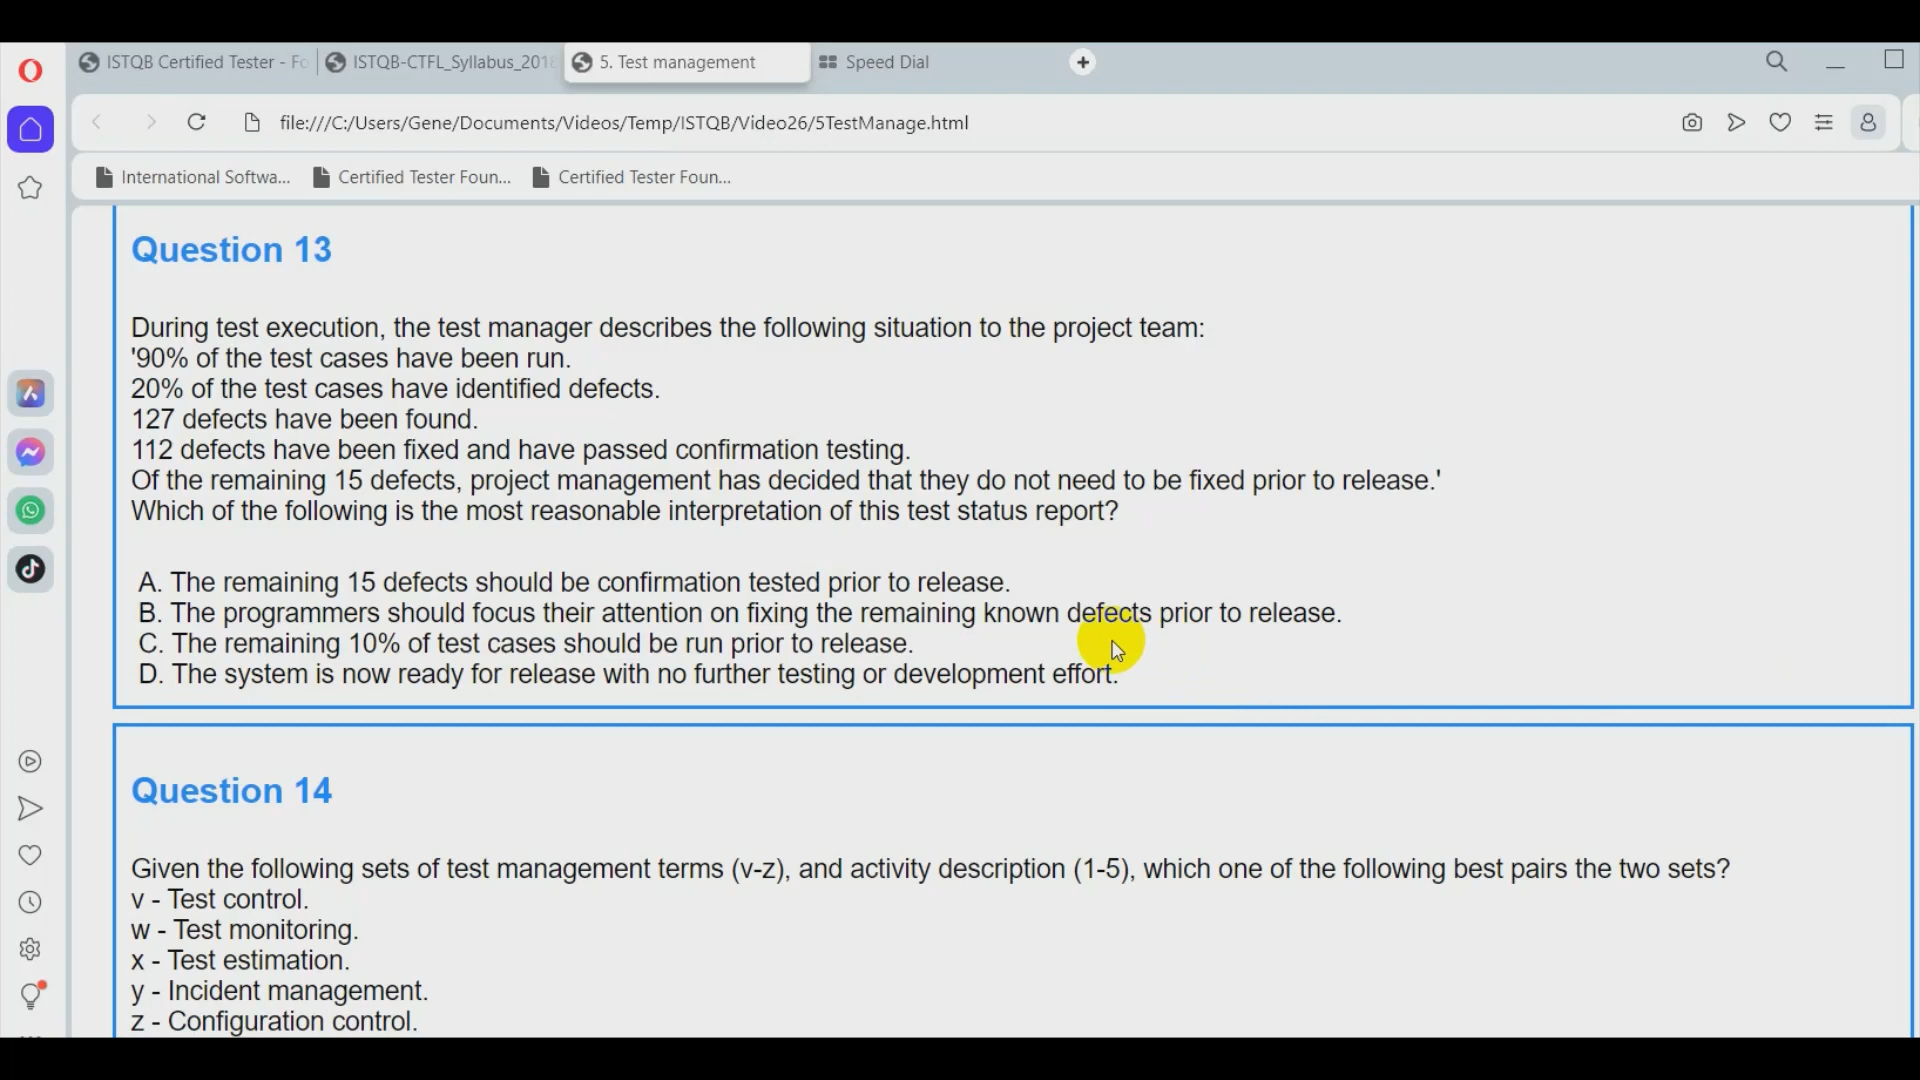 ISTQB Certified Tester - Fo
ISTQB-CTFL_Syllabus_2018
5. Test management
Speed Dial
file:///C:/Users/Gene/Documents/Videos/Temp/ISTQB/Video26/5TestManage.html
International Softwa...
Certified Tester Foun...
Certified Tester Foun...
Question 13
During test execution, the test manager describes the following situation to the project team:
'90% of the test cases have been run.
20% of the test cases have identified defects.
127 defects have been found.
112 defects have been fixed and have passed confirmation testing.
Of the remaining 15 defects, project management has decided that they do not need to be fixed prior to release.'
Which of the following is the most reasonable interpretation of this test status report?
A. The remaining 15 defects should be confirmation tested prior to release.
B. The programmers should focus their attention on fixing the remaining known defects prior to release.
C. The remaining 10% of test cases should be run prior to release.
D. The system is now ready for release with no further testing or development effort.
Question 14
Given the following sets of test management terms (v-z), and activity description (1-5), which one of the following best pairs the two sets?
v - Test control.
w - Test monitoring.
x - Test estimation.
y - Incident management.
z - Configuration control.